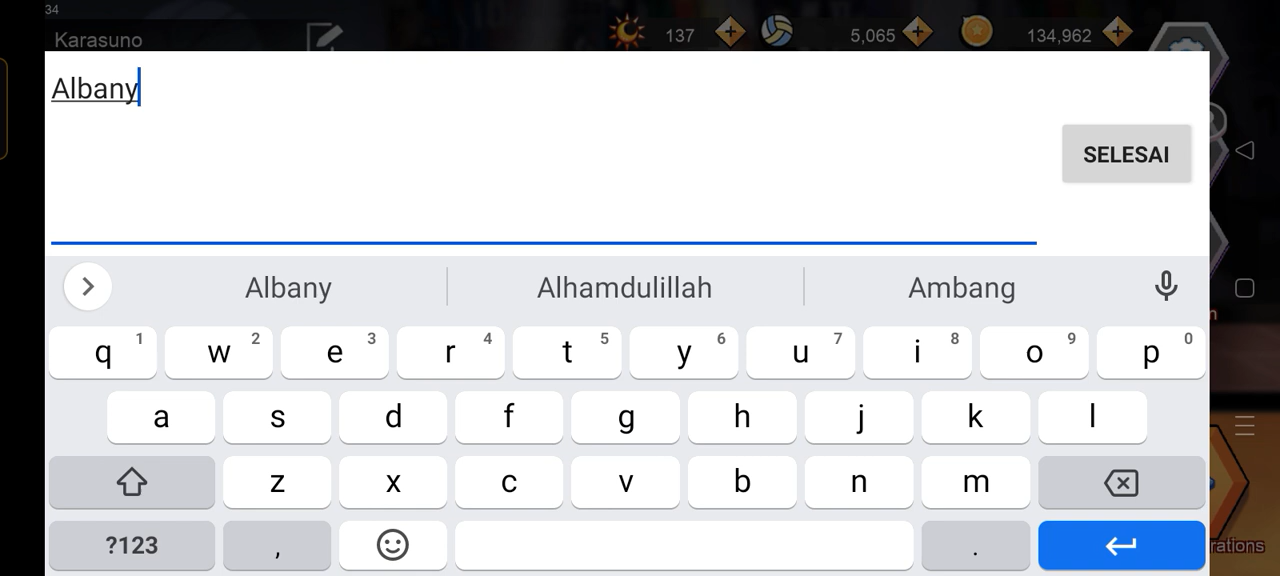 34
Karasuno
137
5,065
134,962
Albany
SELESAI
Albany Alhamdulillah Ambang
q 1 w 2 e 3 r 4 t 5 y 6 u 7 i 8 o 9 p 0
a s d f g h j k l
z x c v b n m
?123 , .